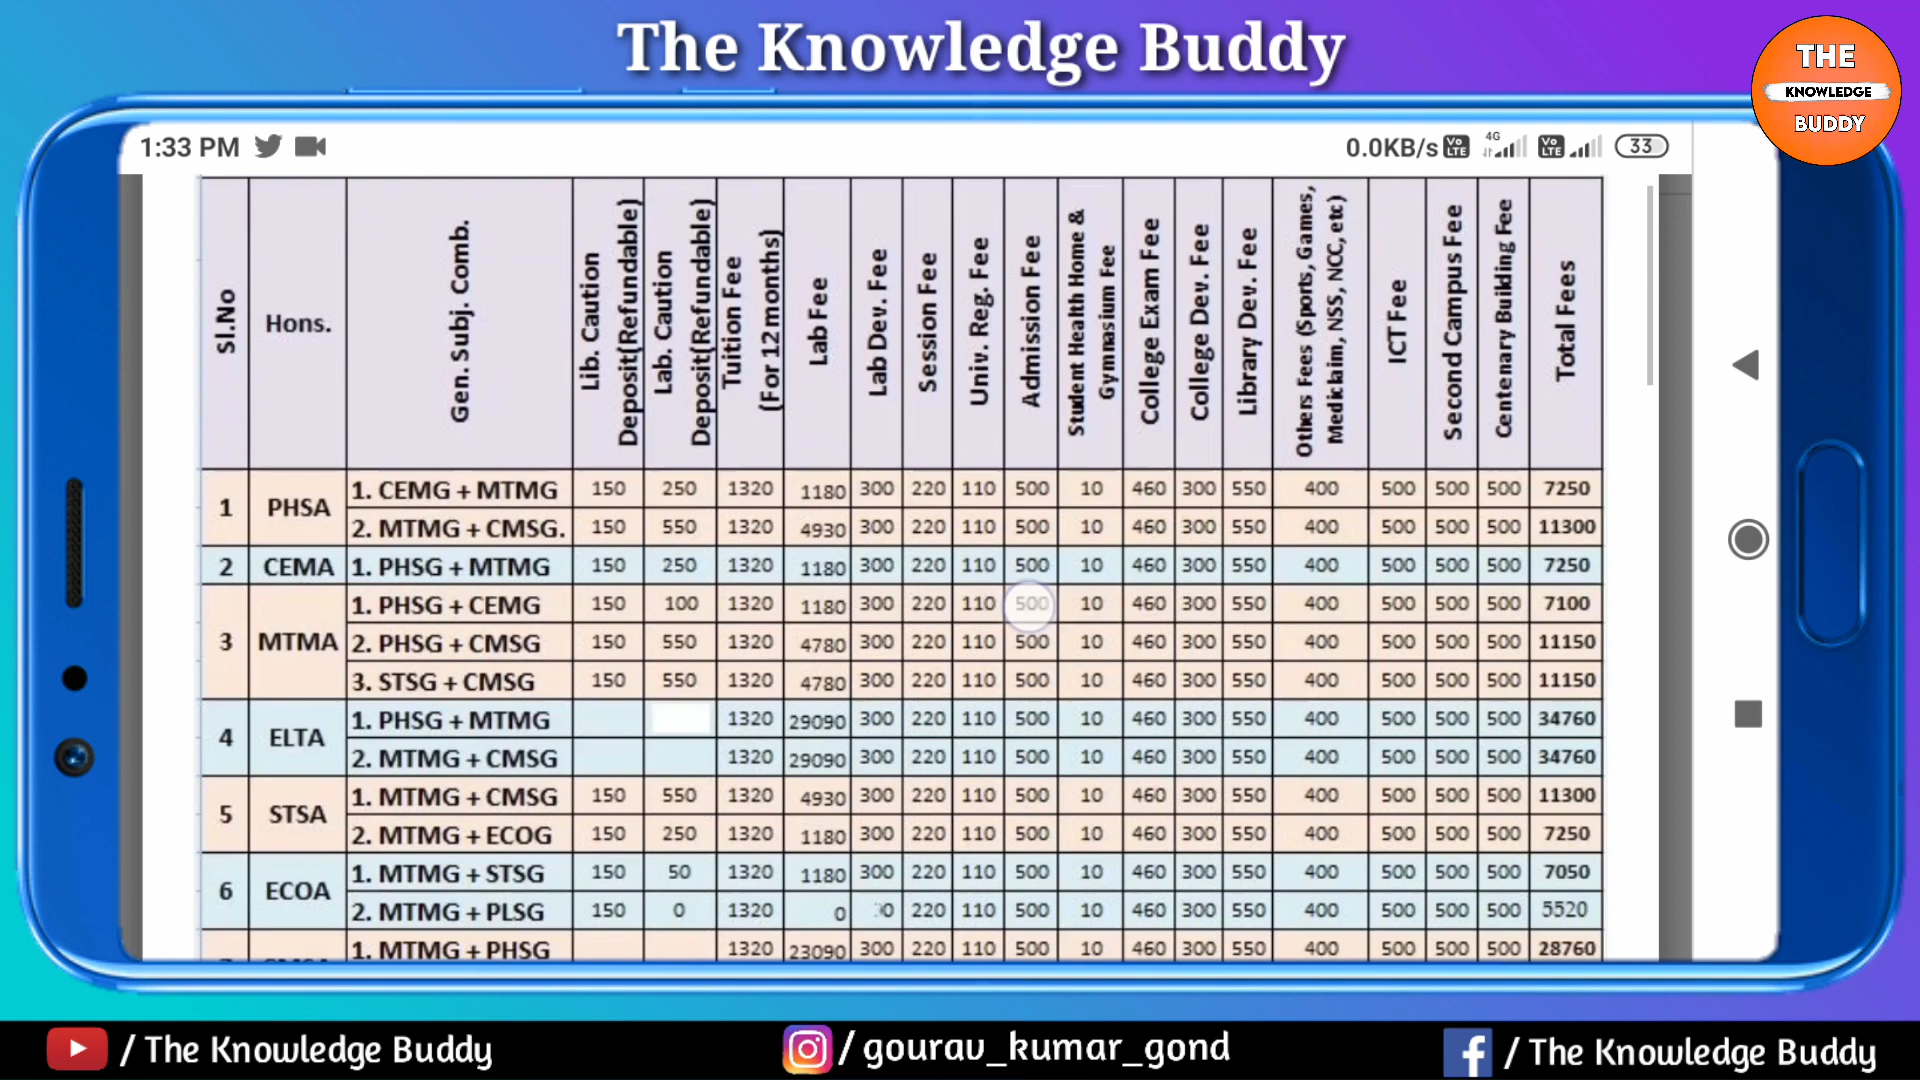 The Knowledge Buddy
THE
KNOWLEDGE
BUDDY
1:33 PM 0.0KB/s Vo LTE 4G Vo LTE 33
Sl.No Hons. Gen. Subj. Comb. Lib. Caution Deposit(Refundable) Lab. Caution Deposit(Refundable) Tuition Fee (For 12 months) Lab Fee Lab Dev. Fee Session Fee Univ. Reg. Fee Admission Fee Student Health Home & Gymnasium Fee College Exam Fee College Dev. Fee Library Dev. Fee Others Fees (Sports, Games, Mediclaim, NSS, NCC, etc) ICT Fee Second Campus Fee Centenary Building Fee Total Fees
1 PHSA 1. CEMG + MTMG 150 250 1320 1180 300 220 110 500 10 460 300 550 400 500 500 500 7250
2. MTMG + CMSG. 150 550 1320 4930 300 220 110 500 10 460 300 550 400 500 500 500 11300
2 CEMA 1. PHSG + MTMG 150 250 1320 1180 300 220 110 500 10 460 300 550 400 500 500 500 7250
3 MTMA 1. PHSG + CEMG 150 100 1320 1180 300 220 110 500 10 460 300 550 400 500 500 500 7100
2. PHSG + CMSG 150 550 1320 4780 300 220 110 500 10 460 300 550 400 500 500 500 11150
3. STSG + CMSG 150 550 1320 4780 300 220 110 500 10 460 300 550 400 500 500 500 11150
4 ELTA 1. PHSG + MTMG 1320 29090 300 220 110 500 10 460 300 550 400 500 500 500 34760
2. MTMG + CMSG 1320 29090 300 220 110 500 10 460 300 550 400 500 500 500 34760
5 STSA 1. MTMG + CMSG 150 550 1320 4930 300 220 110 500 10 460 300 550 400 500 500 500 11300
2. MTMG + ECOG 150 250 1320 1180 300 220 110 500 10 460 300 550 400 500 500 500 7250
6 ECOA 1. MTMG + STSG 150 50 1320 1180 300 220 110 500 10 460 300 550 400 500 500 500 7050
2. MTMG + PLSG 150 0 1320 0 220 110 500 10 460 300 550 400 500 500 500 5520
1. MTMG + PHSG 1320 23090 300 220 110 500 10 460 300 550 400 500 500 500 28760
/ The Knowledge Buddy / gourav_kumar_gond f / The Knowledge Buddy